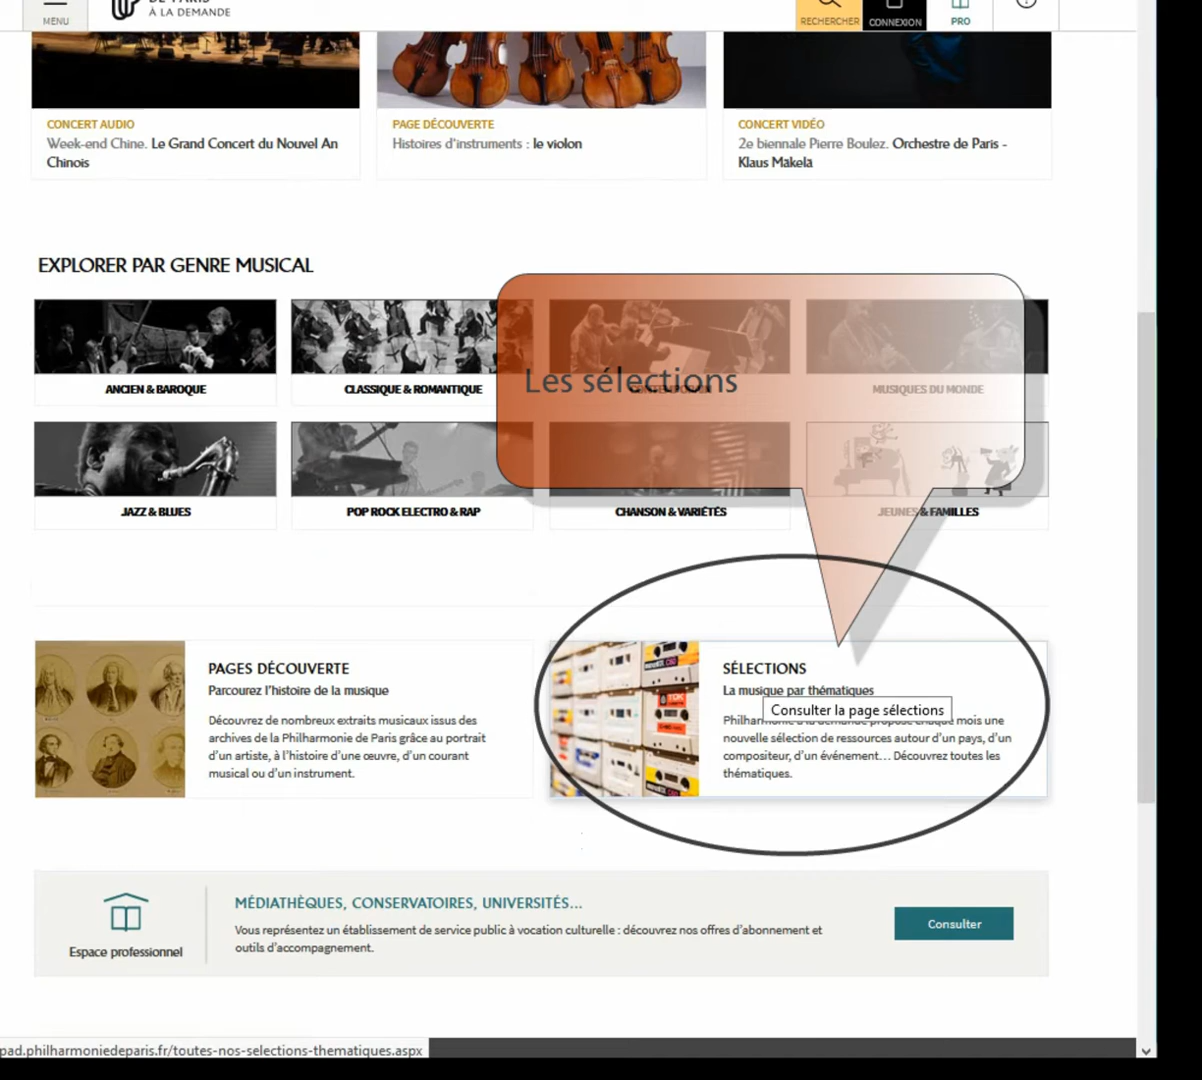 MENU
À LA DEMANDE
RECHERCHER
CONNEXION
PRO
CONCERT AUDIO
Week-end Chine. Le Grand Concert du Nouvel An
Chinois
PAGE DÉCOUVERTE
Histoires d'instruments : le violon
CONCERT VIDÉO
2e biennale Pierre Boulez. Orchestre de Paris -
Klaus Mäkelä
EXPLORER PAR GENRE MUSICAL
Les sélections
ANCIEN & BAROQUE
CLASSIQUE & ROMANTIQUE
MUSIQUES DU MONDE
JAZZ & BLUES
POP ROCK ELECTRO & RAP
CHANSON & VARIÉTÉS
JEUNES & FAMILLES
PAGES DÉCOUVERTE
Parcourez l'histoire de la musique
Découvrez de nombreux extraits musicaux issus des
archives de la Philharmonie de Paris grâce au portrait
d'un artiste, à l'histoire d'une œuvre, d'un courant
musical ou d'un instrument.
SÉLECTIONS
La musique par thématiques
Consulter la page sélections
mois une
nouvelle sélection de ressources autour d'un pays, d'un
compositeur, d'un événement... Découvrez toutes les
thématiques.
TDK
Espace professionnel
MÉDIATHÈQUES, CONSERVATOIRES, UNIVERSITÉS...
Vous représentez un établissement de service public à vocation culturelle : découvrez nos offres d'abonnement et
outils d'accompagnement.
Consulter
pad.philharmoniedeparis.fr/toutes-nos-selections-thematiques.aspx